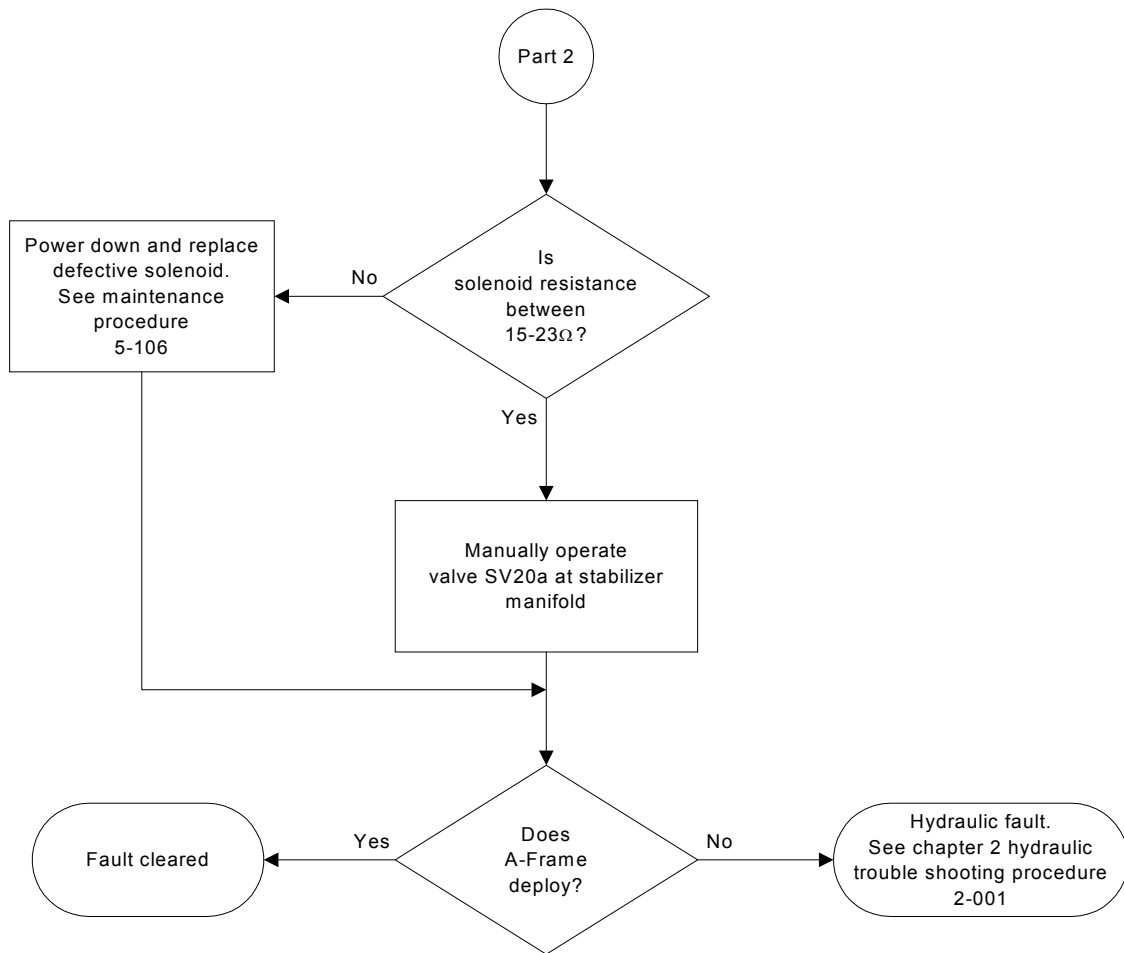 Part 2
Is
solenoid resistance
between
15-23Ω?
No
Power down and replace
defective solenoid.
See maintenance
procedure
5-106
Yes
Manually operate
valve SV20a at stabilizer
manifold
Does
A-Frame
deploy?
Yes
Fault cleared
No
Hydraulic fault.
See chapter 2 hydraulic
trouble shooting procedure
2-001